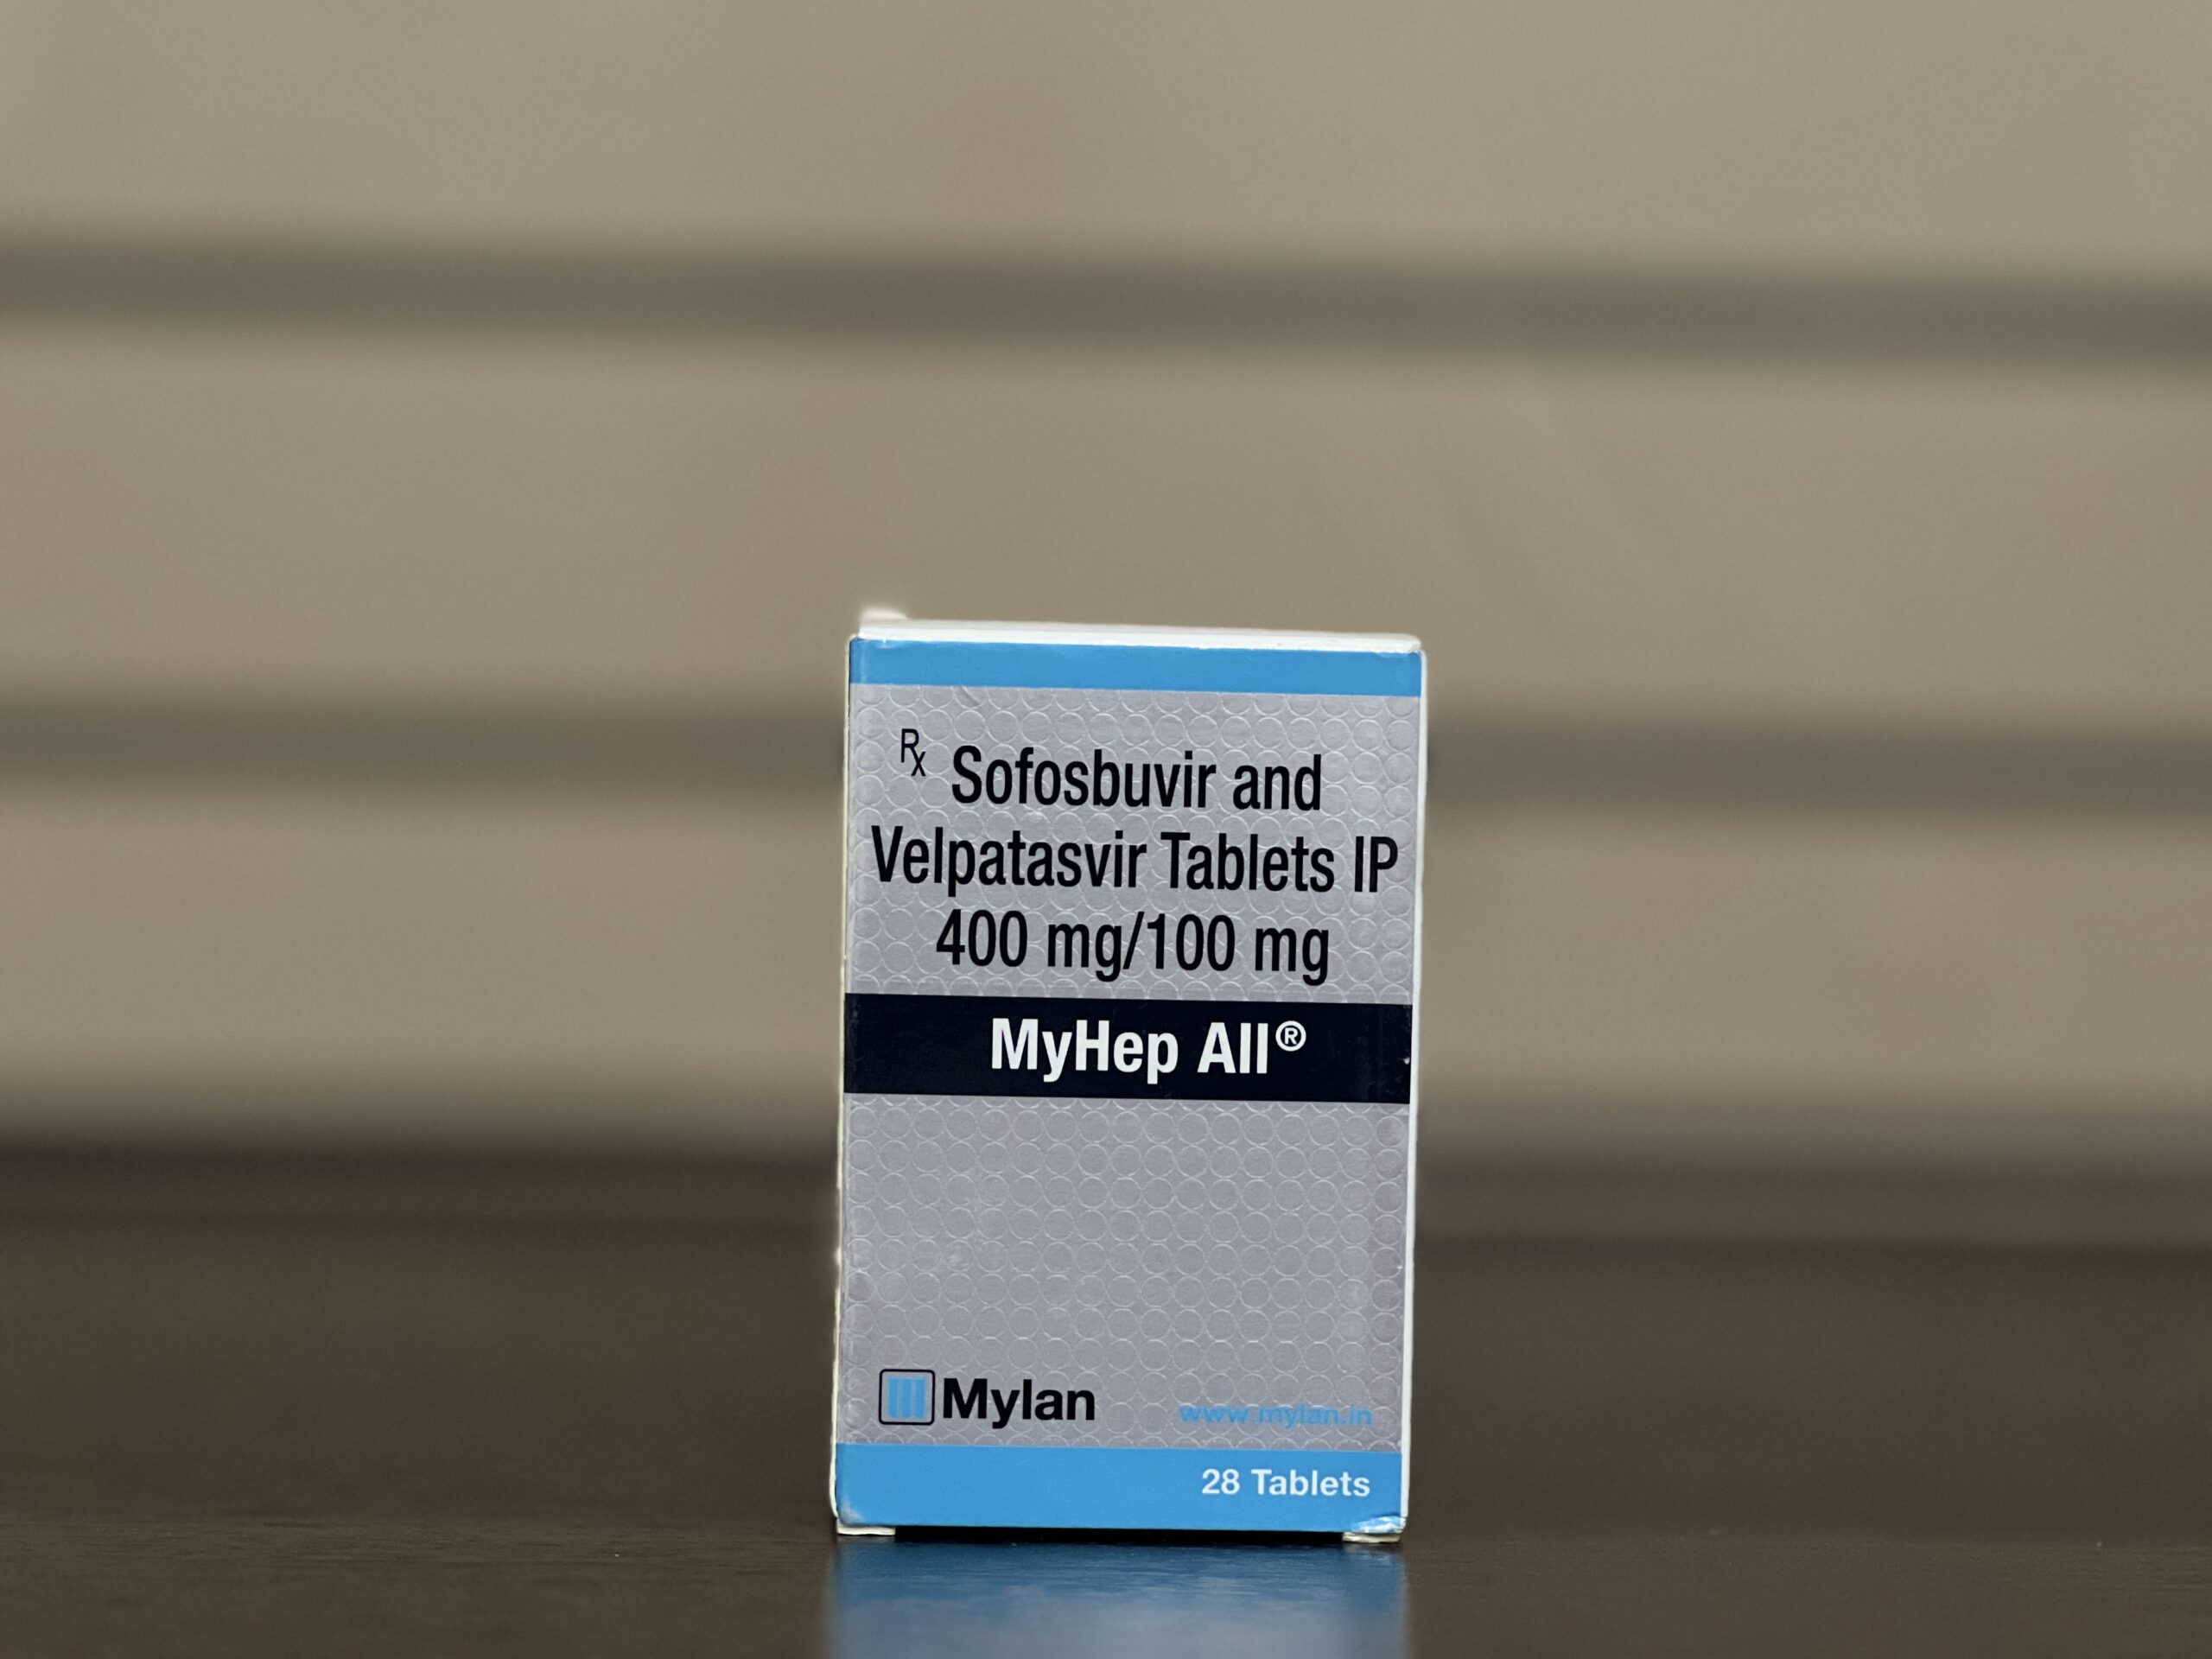 Rx Sofosbuvir and
Velpatasvir Tablets IP
400 mg/100 mg
MyHep All®
Mylan
www.mylan.in
28 Tablets